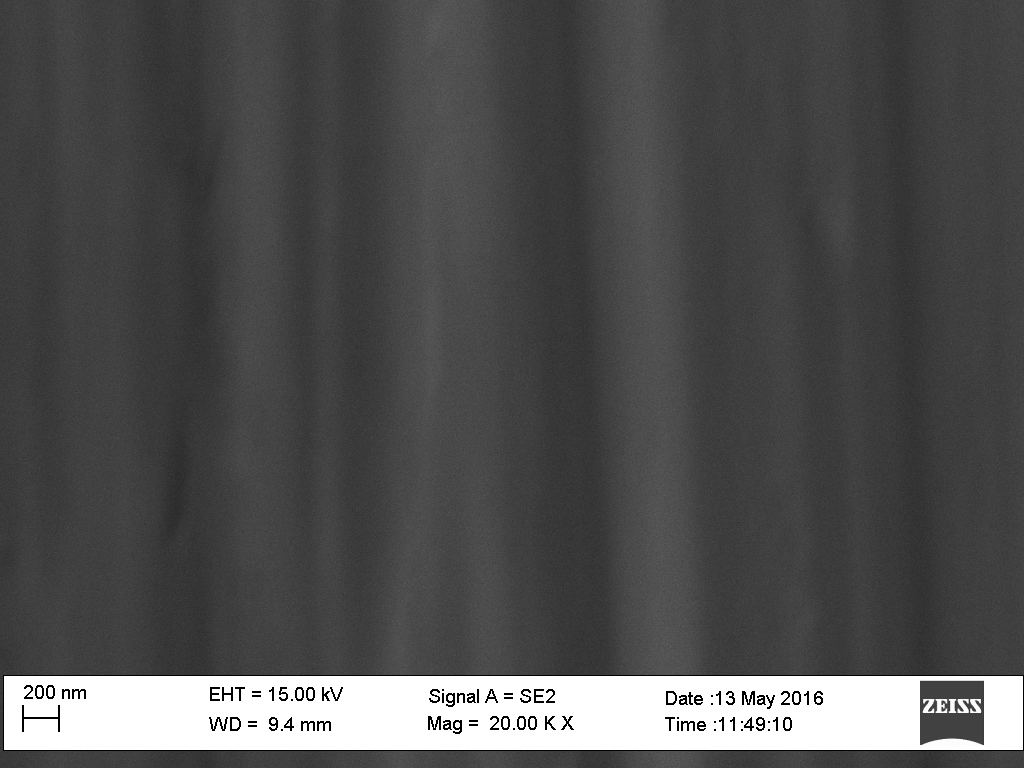 200 nm
EHT = 15.00 kV
WD = 9.4 mm
Signal A = SE2
Mag = 20.00 K X
Date :13 May 2016
Time :11:49:10
ZEISS